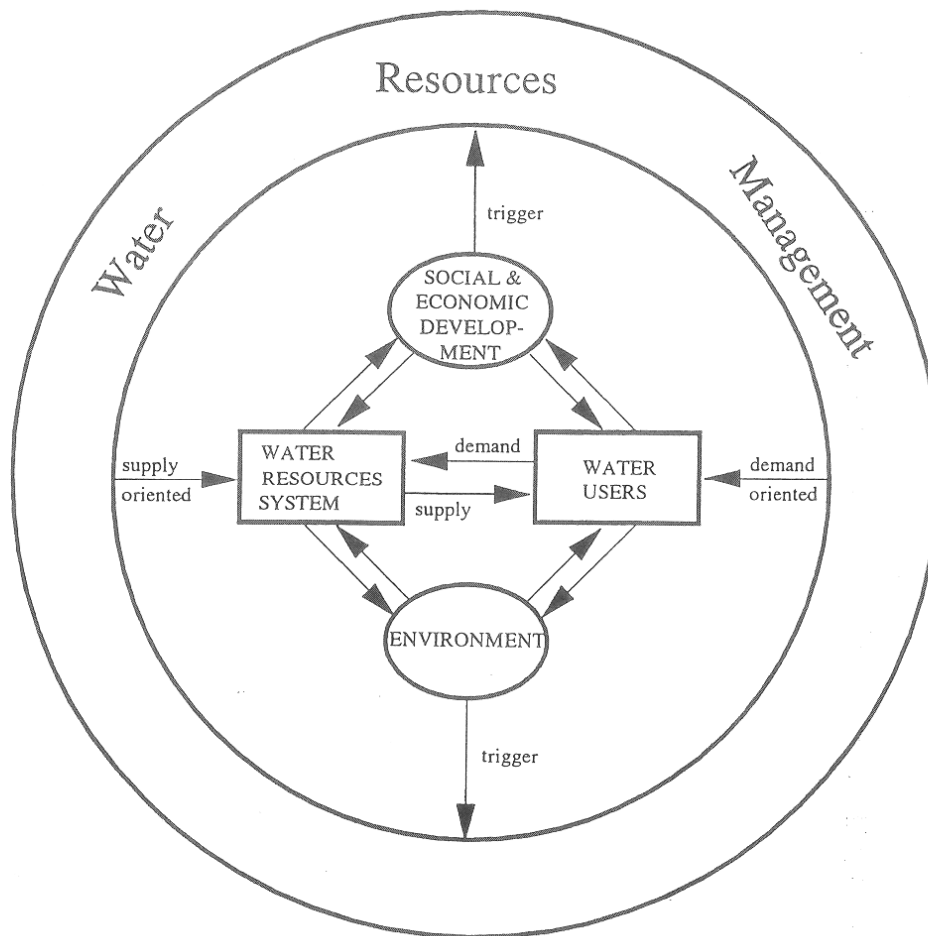 Water
Resources
Management
trigger
SOCIAL &
ECONOMIC
DEVELOP-
MENT
supply
oriented
WATER
RESOURCES
SYSTEM
demand
supply
WATER
USERS
demand
oriented
ENVIRONMENT
trigger